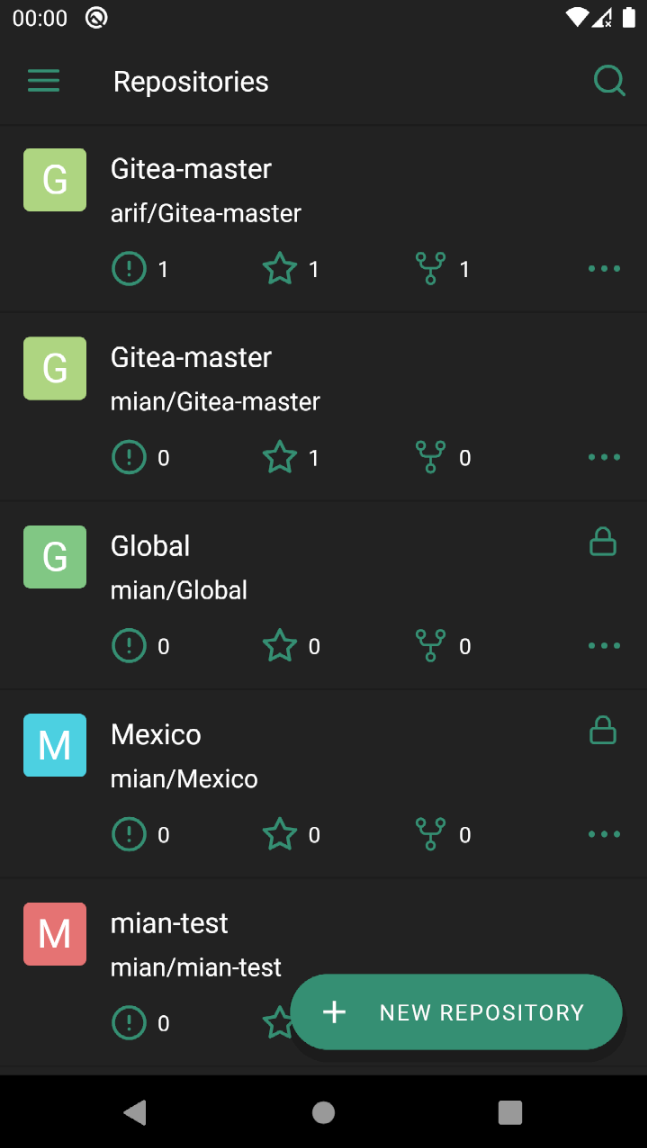 00:00
Repositories
G
Gitea-master
arif/Gitea-master
1 1 1
G
Gitea-master
mian/Gitea-master
0 1 0
G
Global
mian/Global
0 0 0
M
Mexico
mian/Mexico
0 0 0
M
mian-test
mian/mian-test
0
NEW REPOSITORY